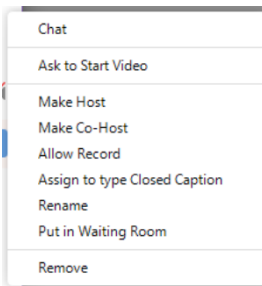 Chat
Ask to Start Video
Make Host
Make Co-Host
Allow Record
Assign to type Closed Caption
Rename
Put in Waiting Room
Remove